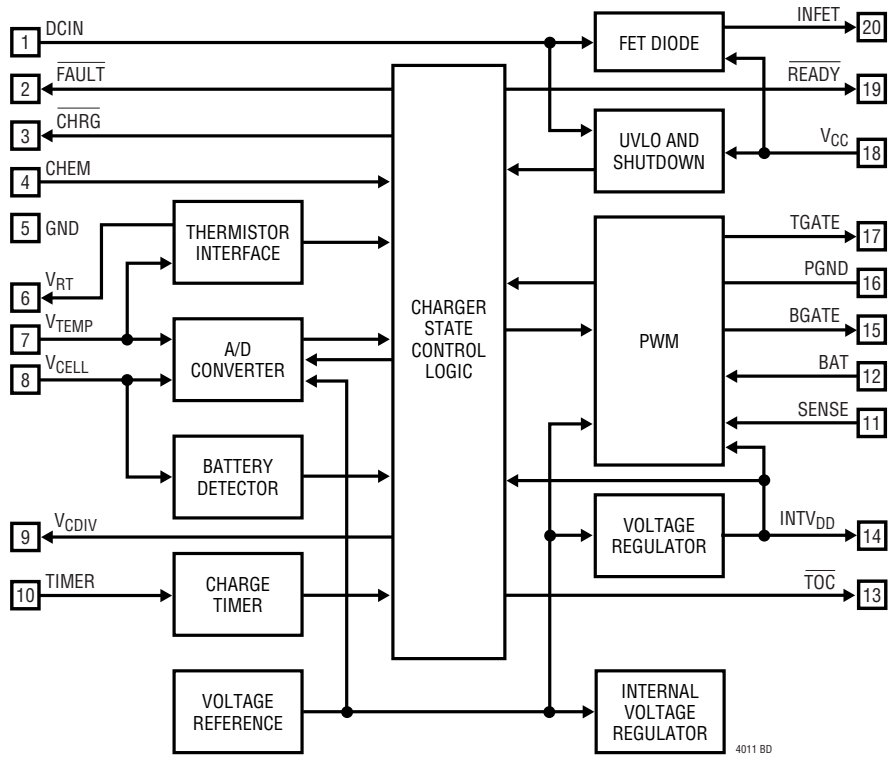 1 DCIN
2 FAULT
3 CHRG
4 CHEM
5 GND
6 VRT
7 VTEMP
8 VCELL
9 VCDIV
10 TIMER
THERMISTOR
INTERFACE
A/D
CONVERTER
BATTERY
DETECTOR
CHARGE
TIMER
VOLTAGE
REFERENCE
CHARGER
STATE
CONTROL
LOGIC
FET DIODE
UVLO AND
SHUTDOWN
PWM
VOLTAGE
REGULATOR
INTERNAL
VOLTAGE
REGULATOR
INFET 20
READY 19
VCC 18
TGATE 17
PGND 16
BGATE 15
BAT 12
SENSE 11
INTVDD 14
TOC 13
4011 BD